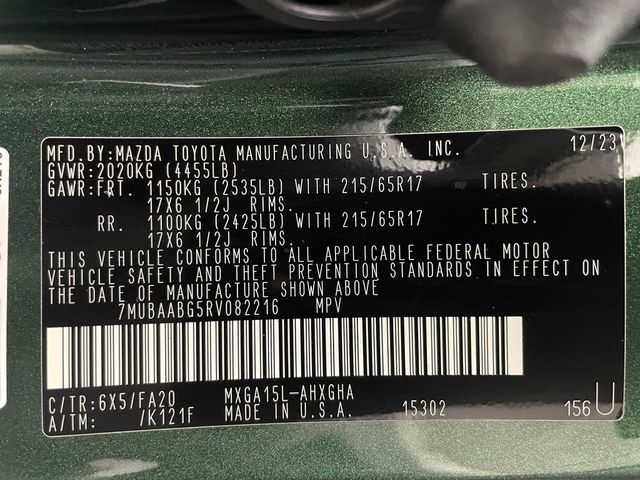 MFD.BY:MAZDA TOYOTA MANUFACTURING U.S.A. INC. 12/23
GVWR:2020KG (4455LB)
GAWR:FRT. 1150KG (2535LB) WITH 215/65R17 TIRES.
17X6 1/2J RIMS.
RR. 1100KG (2425LB) WITH 215/65R17 TIRES.
17X6 1/2J RIMS.
THIS VEHICLE CONFORMS TO ALL APPLICABLE FEDERAL MOTOR
VEHICLE SAFETY AND THEFT PREVENTION STANDARDS IN EFFECT ON
THE DATE OF MANUFACTURE SHOWN ABOVE
7MUBAABG5RV082216 MPV
C/TR:6X5/FA20 MXGA15L-AHXGHA
A/TM: /K121F MADE IN U.S.A. 15302 156U